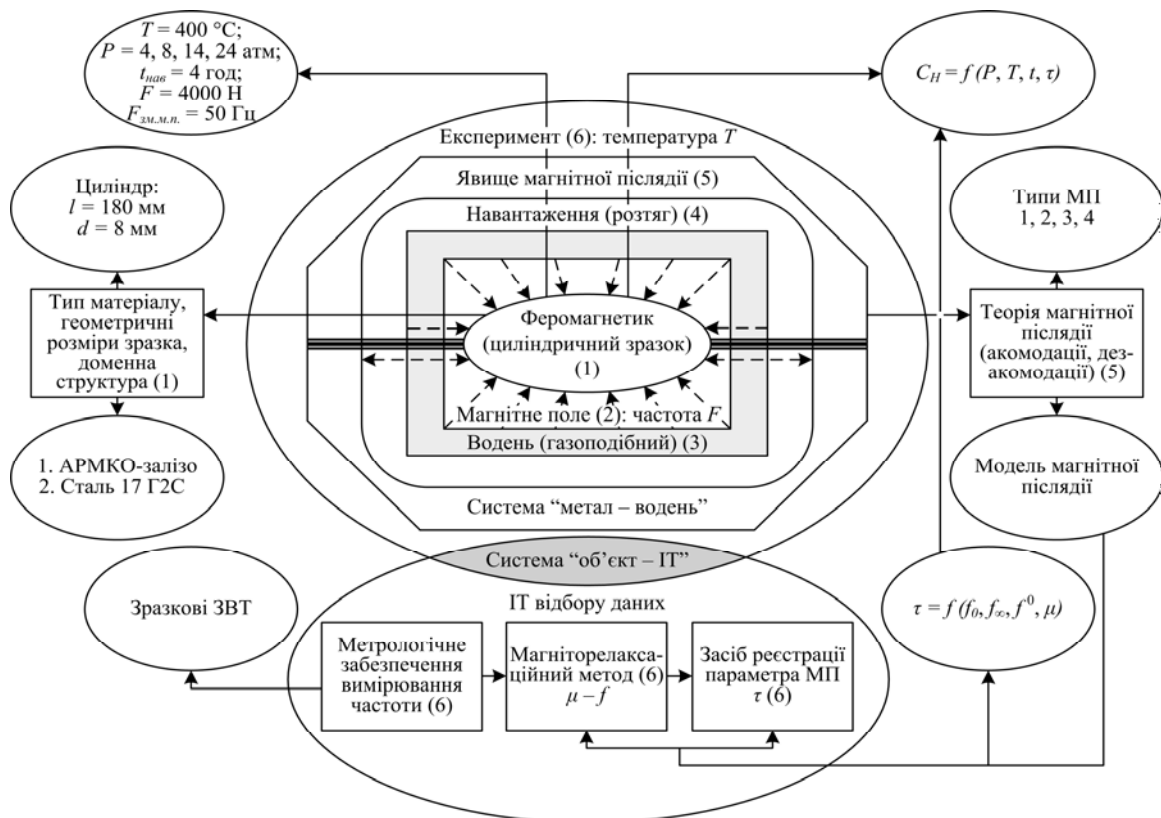 T = 400 °C;
P = 4, 8, 14, 24 атм;
tнав = 4 год;
F = 4000 Н
Fзм.м.п. = 50 Гц
C_H = f (P, T, t, τ)
Експеримент (6): температура T
Явище магнітної післядії (5)
Навантаження (розтяг) (4)
Циліндр:
l = 180 мм
d = 8 мм
Типи МП
1, 2, 3, 4
Тип матеріалу,
геометричні
розміри зразка,
доменна
структура (1)
Феромагнетик
(циліндричний зразок)
(1)
Теорія магнітної
післядії
(акомодації, дез-
акомодації) (5)
Магнітне поле (2): частота F
Водень (газоподібний) (3)
1. АРМКО-залізо
2. Сталь 17 Г2С
Модель магнітної
післядії
Система “метал – водень”
Система “об’єкт – ІТ”
Зразкові ЗВТ
ІТ відбору даних
τ = f (f₀, f∞, f⁰, μ)
Метрологічне
забезпечення
вимірювання
частоти (6)
Магніторелакса-
ційний метод (6)
μ – f
Засіб реєстрації
параметра МП
τ (6)